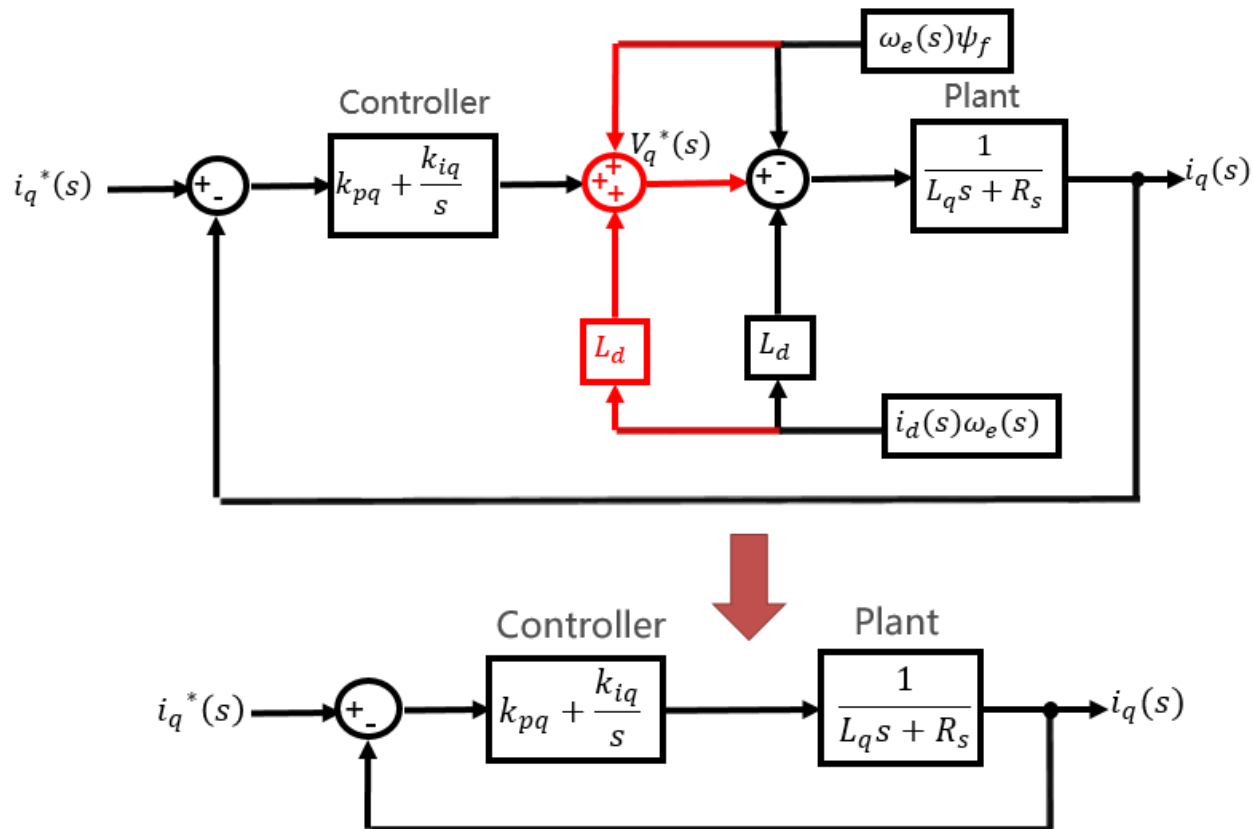 ω_e(s)ψ_f
Controller
Plant
i_q^*(s)
+
-
k_pq + k_iq/s
+
+
+
V_q^*(s)
-
+
-
1/(L_q s + R_s)
i_q(s)
L_d
L_d
i_d(s)ω_e(s)
Controller
Plant
i_q^*(s)
+
-
k_pq + k_iq/s
1/(L_q s + R_s)
i_q(s)